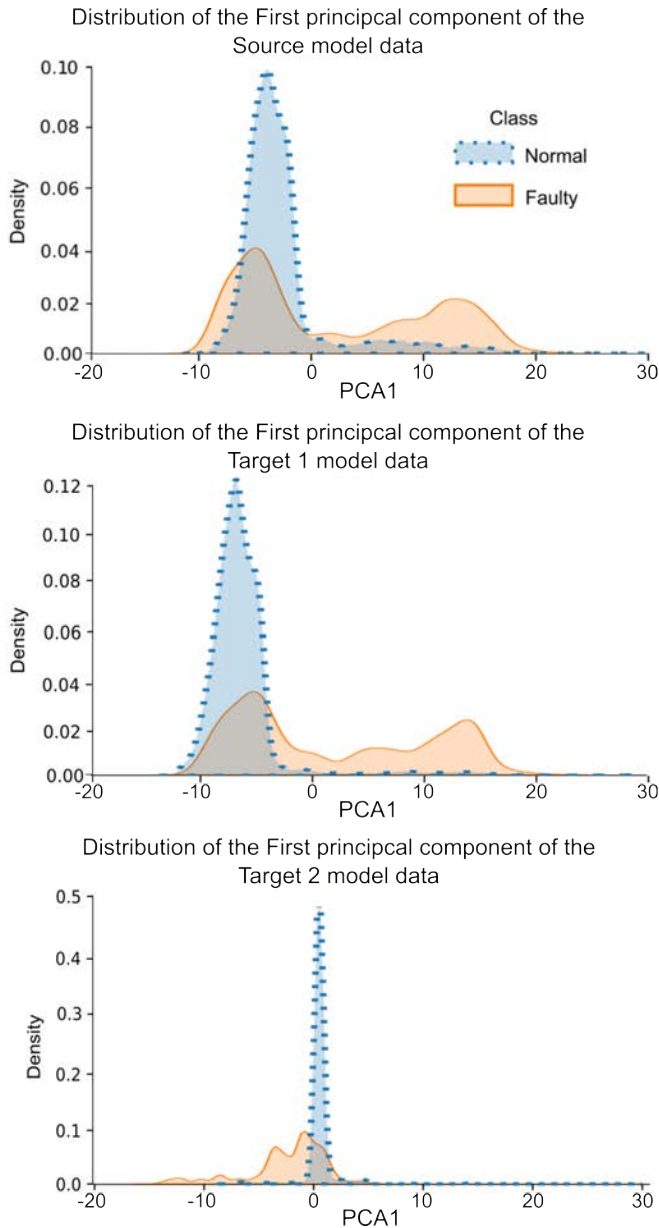 Distribution of the First principcal component of the
Source model data
0.10
0.08
0.06
0.04
0.02
0.00
Density
Class
Normal
Faulty
-20 -10 0 10 20 30
PCA1
Distribution of the First principcal component of the
Target 1 model data
0.12
0.10
0.08
0.06
0.04
0.02
0.00
Density
-20 -10 0 10 20 30
PCA1
Distribution of the First principcal component of the
Target 2 model data
0.5
0.4
0.3
0.2
0.1
0.0
Density
-20 -10 0 10 20 30
PCA1